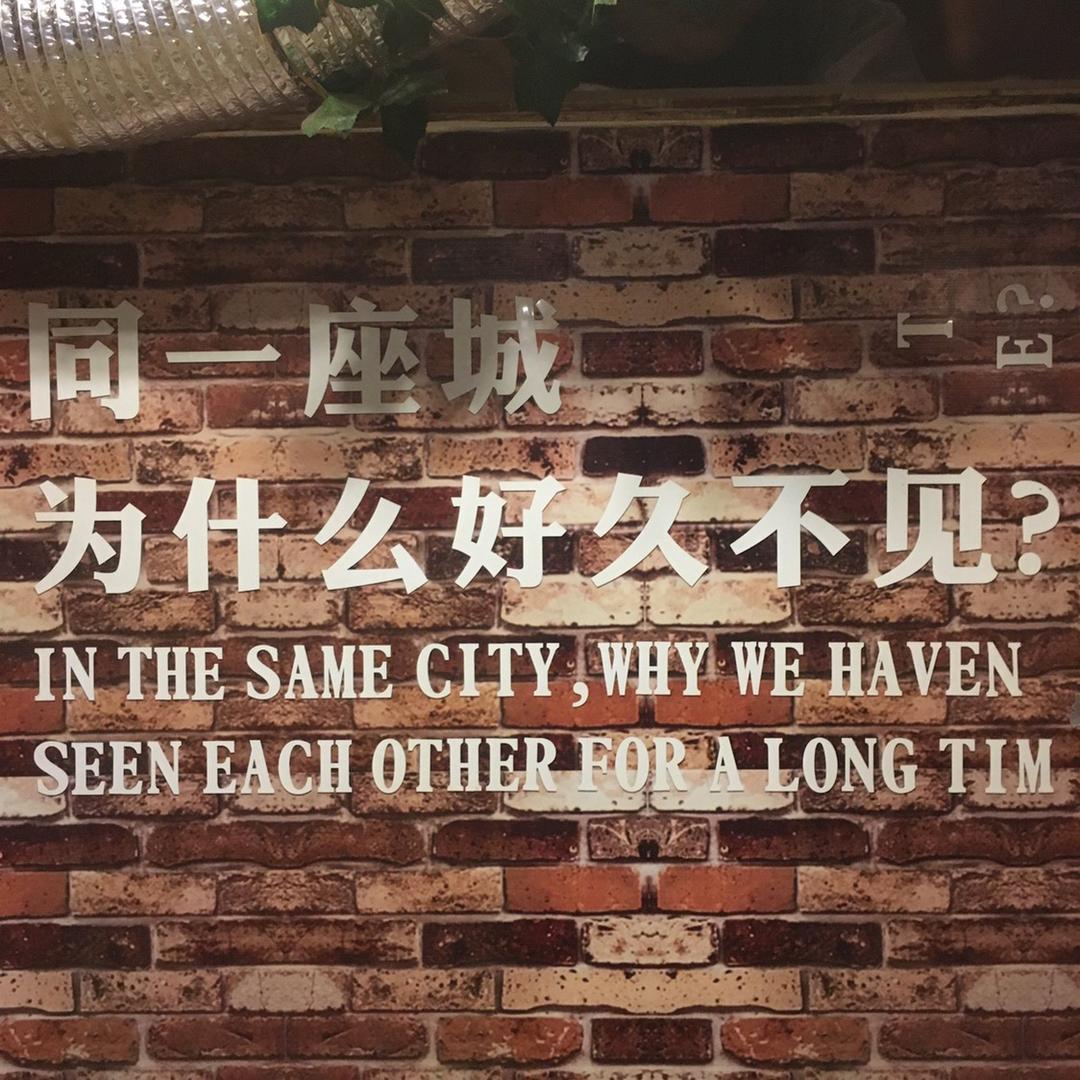 同一座城
T
E?
为什么好久不见?
IN THE SAME CITY,WHY WE HAVEN
SEEN EACH OTHER FOR A LONG TIM